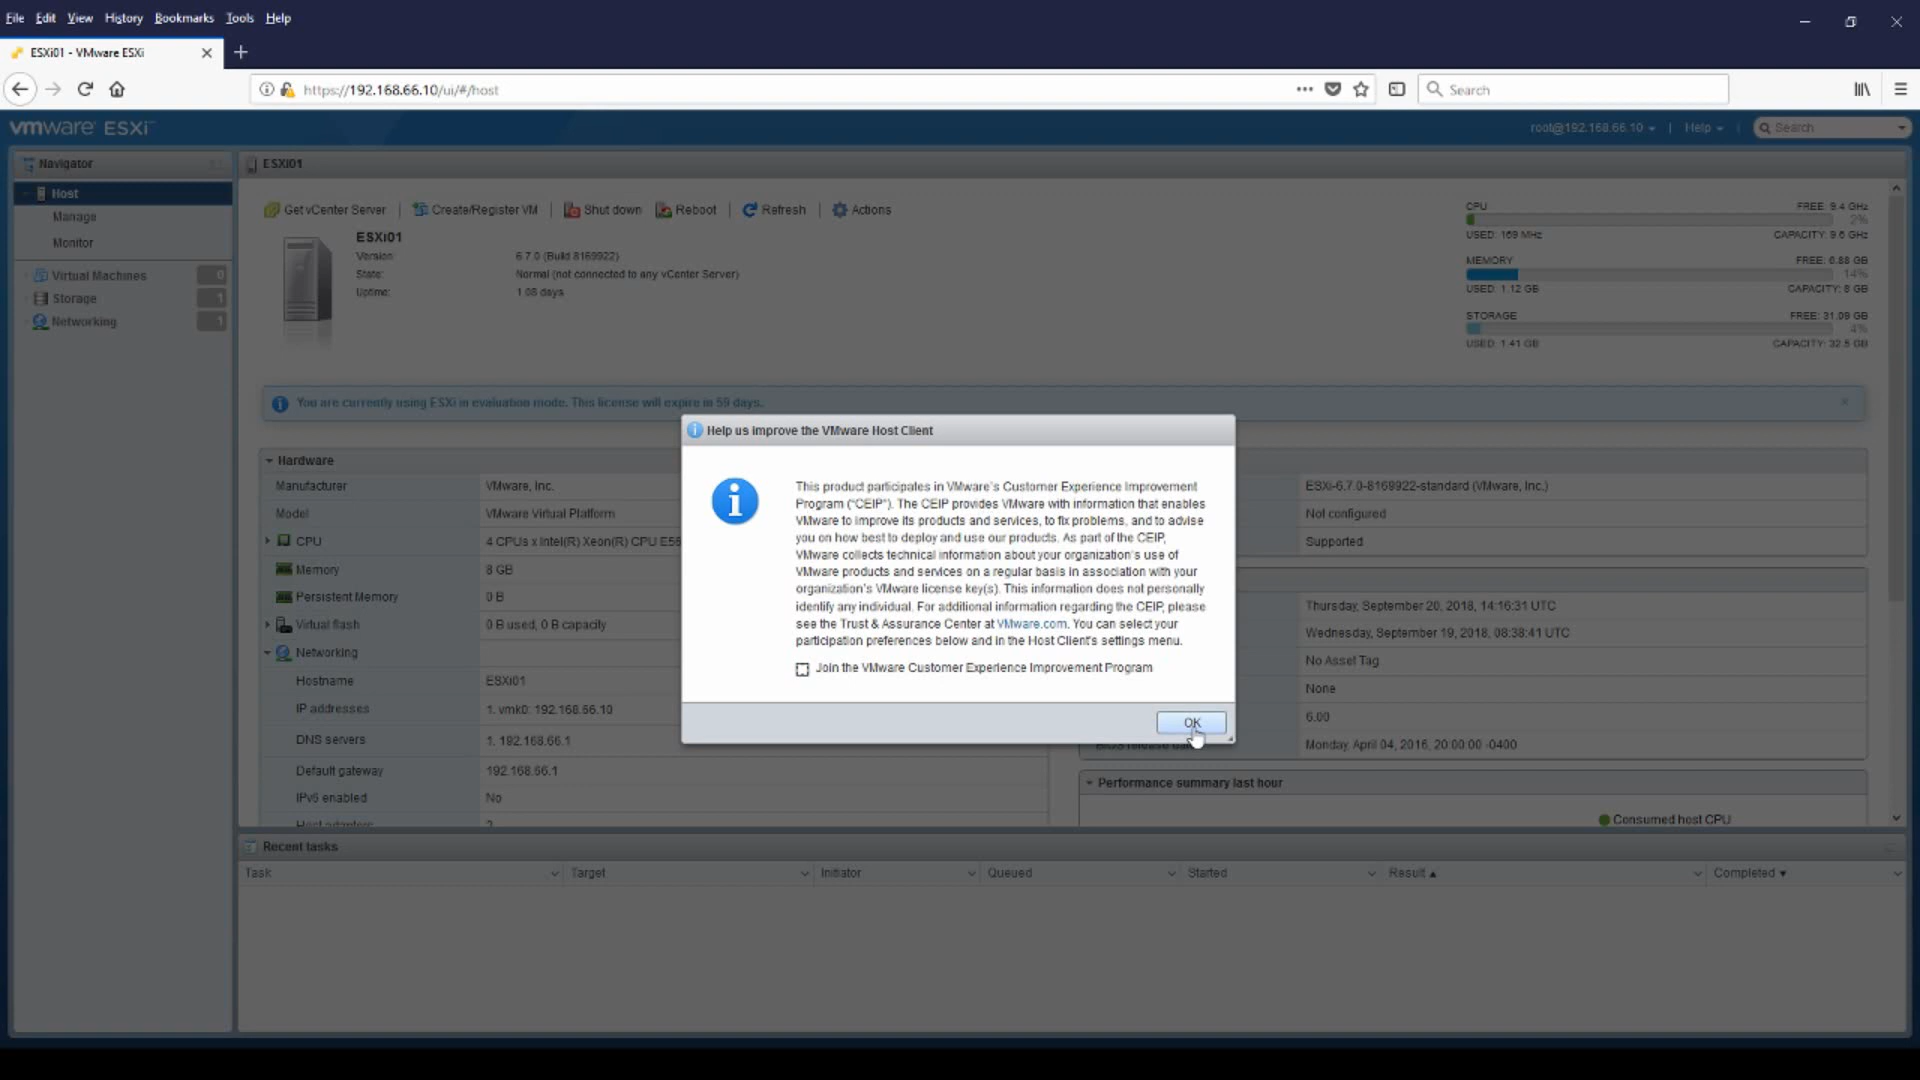 File Edit View History Bookmarks Tools Help
ESXi01 - VMware ESXi
https://192.168.66.10/ui/#/host
Search
vmware ESXi
root@192.168.66.10 | Help
Search
Navigator
Host
Manage
Monitor
Virtual Machines 0
Storage 1
Networking 1
ESXi01
Get vCenter Server | Create/Register VM | Shut down Reboot | Refresh | Actions
ESXi01
Version: 6.7.0 (Build 8169922)
State: Normal (not connected to any vCenter Server)
Uptime: 1.08 days
CPU FREE: 9.4 GHz
2%
USED: 169 MHz CAPACITY: 9.6 GHz
MEMORY FREE: 6.88 GB
14%
USED: 1.12 GB CAPACITY: 8 GB
STORAGE FREE: 31.09 GB
4%
USED: 1.41 GB CAPACITY: 32.5 GB
You are currently using ESXi in evaluation mode. This license will expire in 59 days.
Help us improve the VMware Host Client
This product participates in VMware's Customer Experience Improvement
Program ("CEIP"). The CEIP provides VMware with information that enables
VMware to improve its products and services, to fix problems, and to advise
you on how best to deploy and use our products. As part of the CEIP,
VMware collects technical information about your organization's use of
VMware products and services on a regular basis in association with your
organization's VMware license key(s). This information does not personally
identify any individual. For additional information regarding the CEIP, please
see the Trust & Assurance Center at VMware.com. You can select your
participation preferences below and in the Host Client's settings menu.
Join the VMware Customer Experience Improvement Program
OK
Hardware
Manufacturer VMware, Inc.
Model VMware Virtual Platform
CPU 4 CPUs x Intel(R) Xeon(R) CPU
Memory 8 GB
Persistent Memory 0 B
Virtual flash 0 B used, 0 B capacity
Networking
Hostname ESXi01
IP addresses 1. vmk0: 192.168.66.10
DNS servers 1. 192.168.66.1
Default gateway 192.168.66.1
IPv6 enabled No
Host adapters 2
ESXi-6.7.0-8169922-standard (VMware, Inc.)
Not configured
Supported
Thursday, September 20, 2018, 14:16:31 UTC
Wednesday, September 19, 2018, 08:38:41 UTC
No Asset Tag
None
6.00
BIOS release date Monday, April 04, 2016, 20:00:00 -0400
Performance summary last hour
Consumed host CPU
Recent tasks
Task Target Initiator Queued Started Result Completed